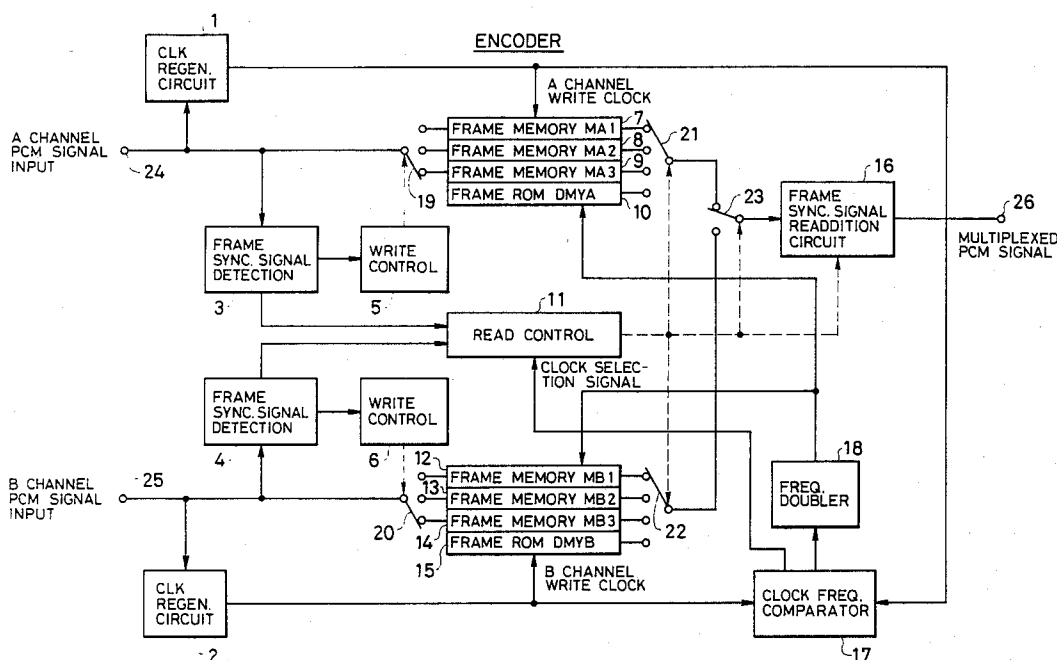 1
ENCODER
CLK
REGEN.
CIRCUIT
A CHANNEL
WRITE CLOCK
A CHANNEL
PCM SIGNAL
INPUT
24
19
FRAME MEMORY MA1
FRAME MEMORY MA2
FRAME MEMORY MA3
FRAME ROM DMYA
7
8
9
10
21
23
16
FRAME
SYNC. SIGNAL
READDITION
CIRCUIT
26
MULTIPLEXED
PCM SIGNAL
FRAME
SYNC. SIGNAL
DETECTION
3
WRITE
CONTROL
5
11
READ CONTROL
CLOCK SELEC-
TION SIGNAL
FRAME
SYNC. SIGNAL
DETECTION
4
WRITE
CONTROL
6
B CHANNEL
PCM SIGNAL
INPUT
25
20
12
13
14
15
FRAME MEMORY MB1
FRAME MEMORY MB2
FRAME MEMORY MB3
FRAME ROM DMYB
22
18
FREQ.
DOUBLER
B CHANNEL
WRITE CLOCK
CLK
REGEN.
CIRCUIT
2
CLOCK FREQ.
COMPARATOR
17